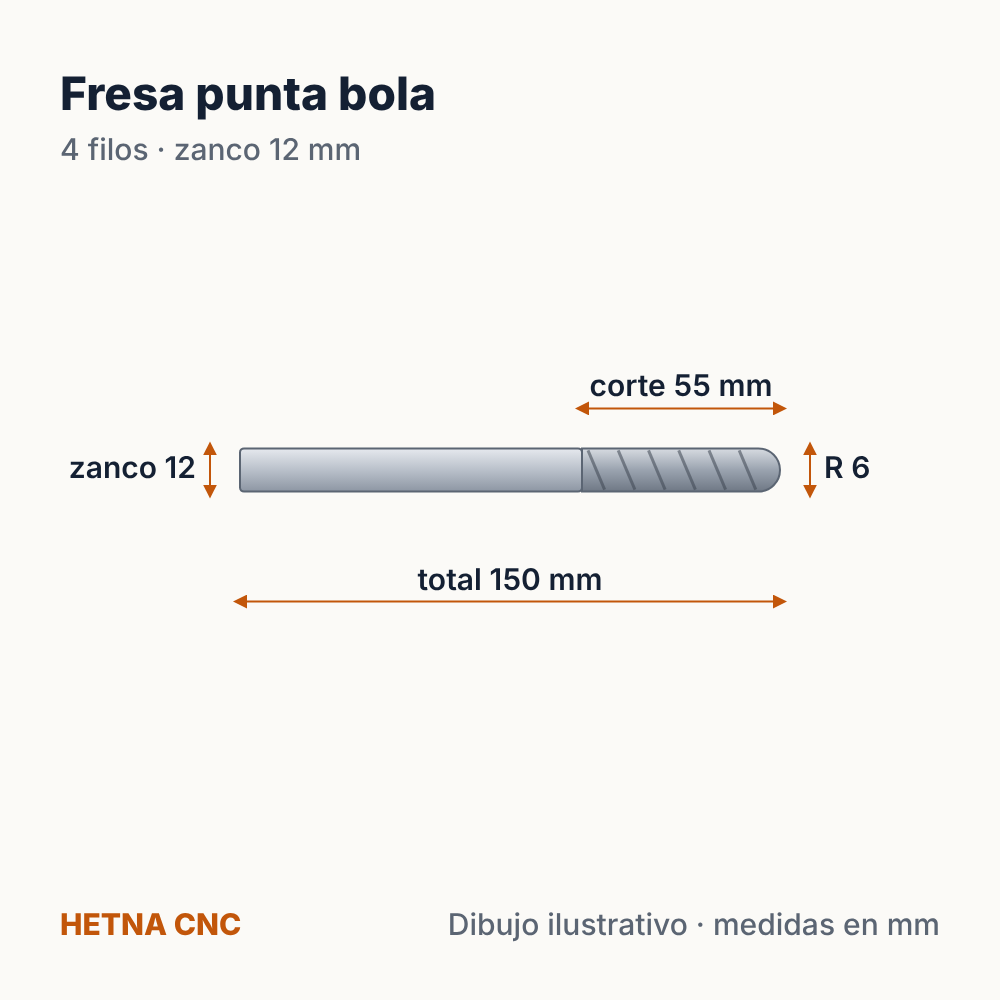 Fresa punta bola
4 filos · zanco 12 mm
corte 55 mm
zanco 12
R 6
total 150 mm
HETNA CNC
Dibujo ilustrativo · medidas en mm